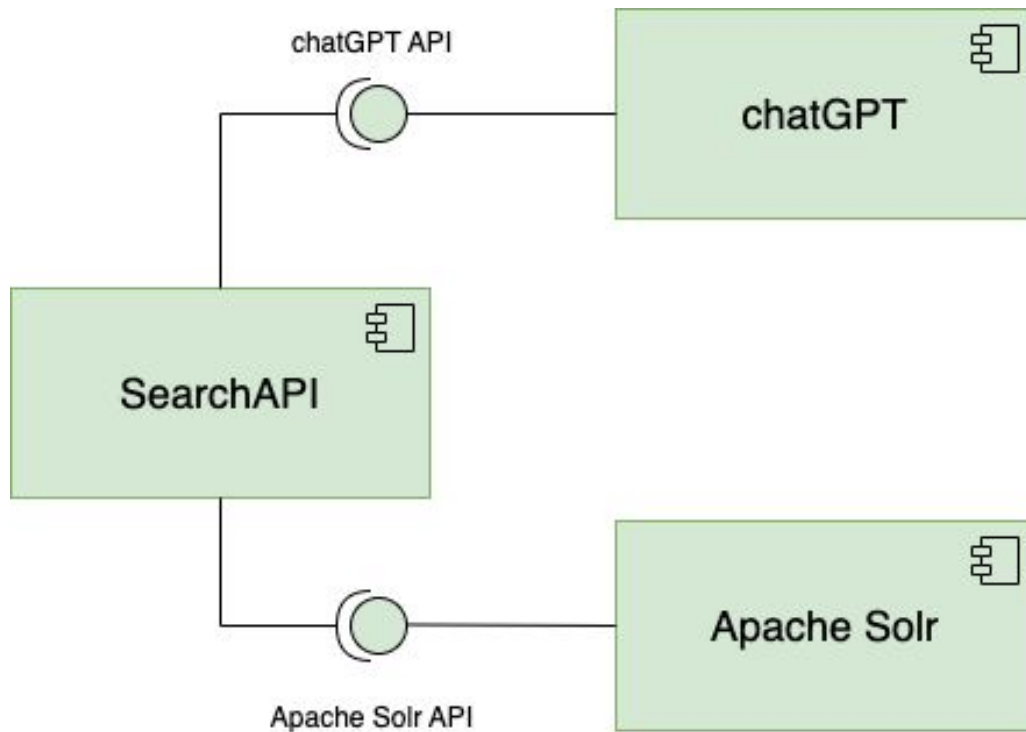 chatGPT API
chatGPT
SearchAPI
Apache Solr
Apache Solr API